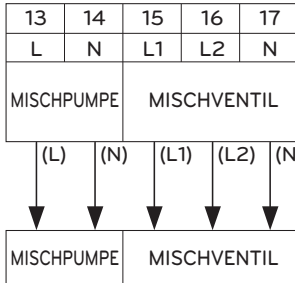 13 14 15 16 17
L N L1 L2 N
MISCHPUMPE MISCHVENTIL
(L) (N) (L1) (L2) (N
MISCHPUMPE MISCHVENTIL